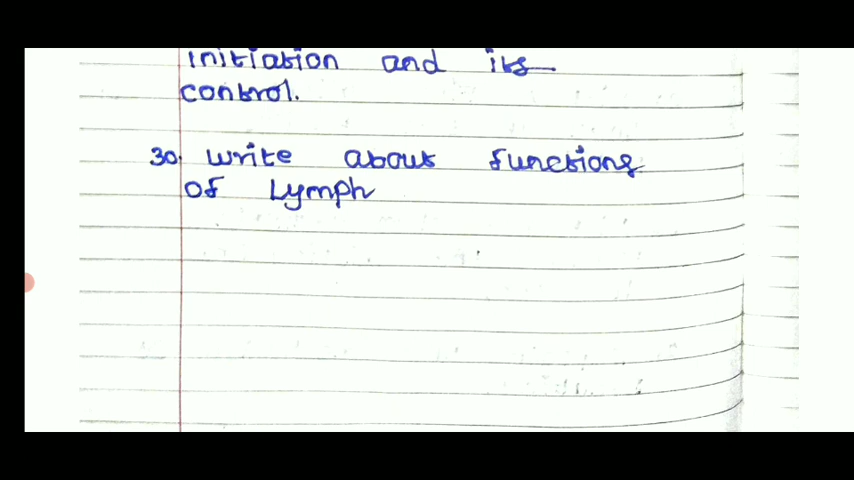 initiation and its
control.
30. Write about functions
of Lymph